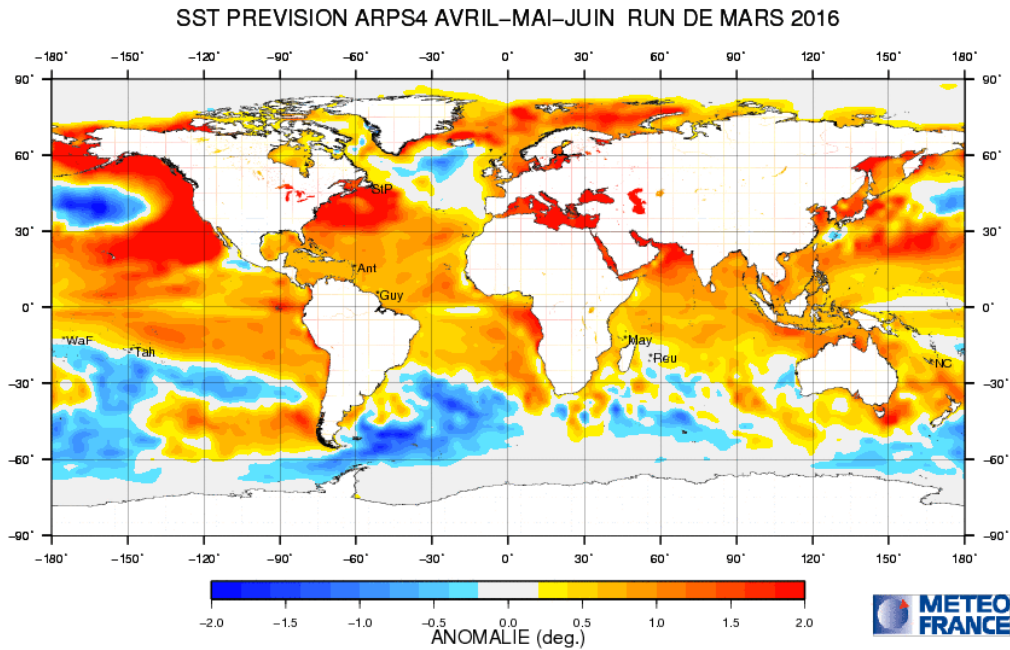 SST PREVISION ARPS4 AVRIL–MAI–JUIN RUN DE MARS 2016
−180˚ −150˚ −120˚ −90˚ −60˚ −30˚ 0˚ 30˚ 60˚ 90˚ 120˚ 150˚ 180˚
90˚ 90˚
60˚ 60˚
StP
30˚ 30˚
Ant
Guy
0˚ 0˚
WaF May
Tah Reu NC
−30˚ −30˚
−60˚ −60˚
−90˚ −90˚
−180˚ −150˚ −120˚ −90˚ −60˚ −30˚ 0˚ 30˚ 60˚ 90˚ 120˚ 150˚ 180˚
−2.0 −1.5 −1.0 −0.5 0.0 0.5 1.0 1.5 2.0
ANOMALIE (deg.)
METEO
FRANCE